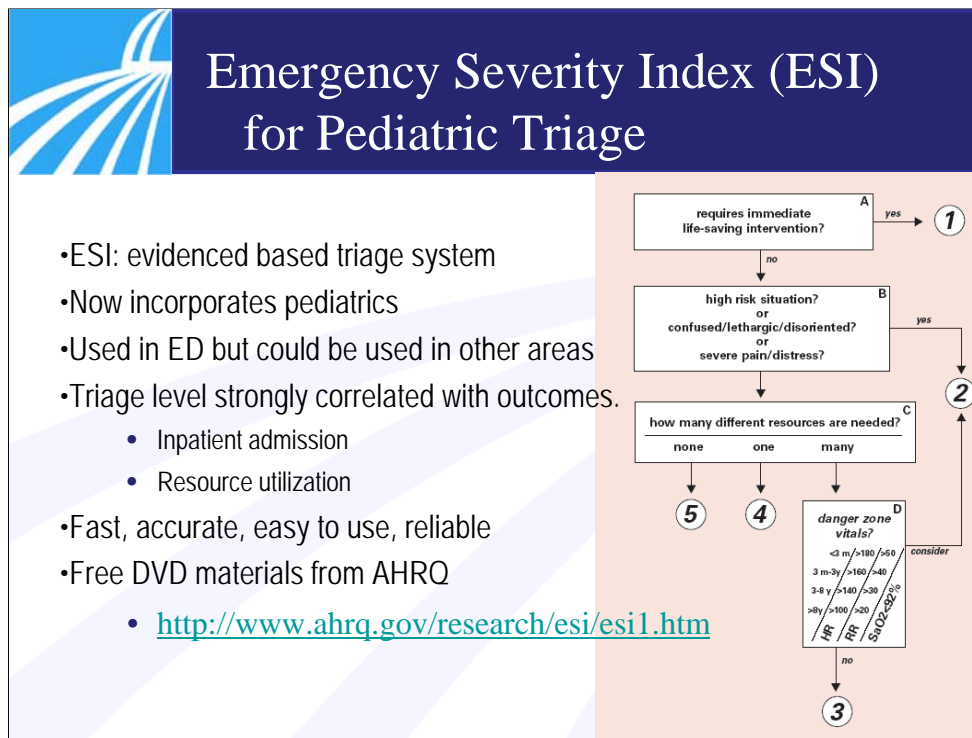 Emergency Severity Index (ESI)
for Pediatric Triage
•ESI: evidenced based triage system
•Now incorporates pediatrics
•Used in ED but could be used in other areas
•Triage level strongly correlated with outcomes.
• Inpatient admission
• Resource utilization
•Fast, accurate, easy to use, reliable
•Free DVD materials from AHRQ
• http://www.ahrq.gov/research/esi/esi1.htm
A
requires immediate
life-saving intervention?
yes
1
no
B
high risk situation?
or
confused/lethargic/disoriented?
or
severe pain/distress?
yes
2
C
how many different resources are needed?
none one many
5 4
D
danger zone
vitals?
consider
<3 m >180 >50
3 m-3y >160 >40
3-8 y >140 >30
>8y >100 >20
HR RR SaO2<92%
no
3